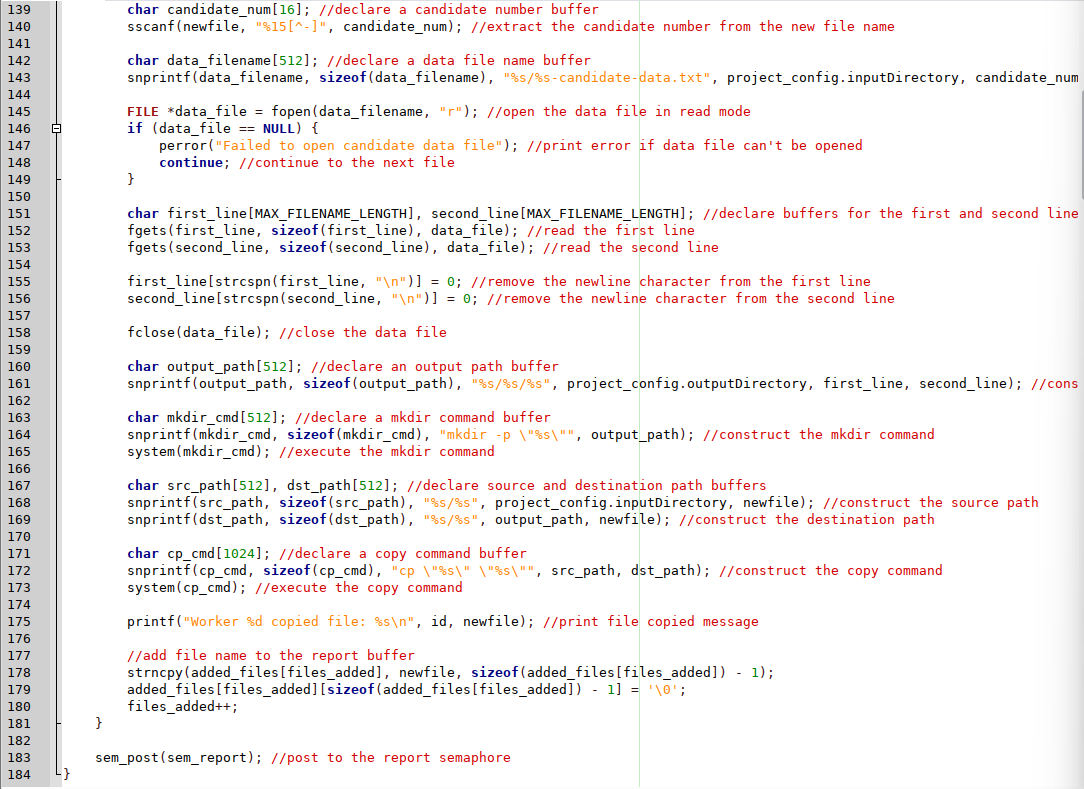 139 char candidate_num[16]; //declare a candidate number buffer
140 sscanf(newfile, "%15[^-]", candidate_num); //extract the candidate number from the new file name
141
142 char data_filename[512]; //declare a data file name buffer
143 snprintf(data_filename, sizeof(data_filename), "%s/%s-candidate-data.txt", project_config.inputDirectory, candidate_num
144
145 FILE *data_file = fopen(data_filename, "r"); //open the data file in read mode
146 if (data_file == NULL) {
147 perror("Failed to open candidate data file"); //print error if data file can't be opened
148 continue; //continue to the next file
149 }
150
151 char first_line[MAX_FILENAME_LENGTH], second_line[MAX_FILENAME_LENGTH]; //declare buffers for the first and second line
152 fgets(first_line, sizeof(first_line), data_file); //read the first line
153 fgets(second_line, sizeof(second_line), data_file); //read the second line
154
155 first_line[strcspn(first_line, "\n")] = 0; //remove the newline character from the first line
156 second_line[strcspn(second_line, "\n")] = 0; //remove the newline character from the second line
157
158 fclose(data_file); //close the data file
159
160 char output_path[512]; //declare an output path buffer
161 snprintf(output_path, sizeof(output_path), "%s/%s/%s", project_config.outputDirectory, first_line, second_line); //cons
162
163 char mkdir_cmd[512]; //declare a mkdir command buffer
164 snprintf(mkdir_cmd, sizeof(mkdir_cmd), "mkdir -p \"%s\"", output_path); //construct the mkdir command
165 system(mkdir_cmd); //execute the mkdir command
166
167 char src_path[512], dst_path[512]; //declare source and destination path buffers
168 snprintf(src_path, sizeof(src_path), "%s/%s", project_config.inputDirectory, newfile); //construct the source path
169 snprintf(dst_path, sizeof(dst_path), "%s/%s", output_path, newfile); //construct the destination path
170
171 char cp_cmd[1024]; //declare a copy command buffer
172 snprintf(cp_cmd, sizeof(cp_cmd), "cp \"%s\" \"%s\"", src_path, dst_path); //construct the copy command
173 system(cp_cmd); //execute the copy command
174
175 printf("Worker %d copied file: %s\n", id, newfile); //print file copied message
176
177 //add file name to the report buffer
178 strncpy(added_files[files_added], newfile, sizeof(added_files[files_added]) - 1);
179 added_files[files_added][sizeof(added_files[files_added]) - 1] = '\0';
180 files_added++;
181 }
182
183 sem_post(sem_report); //post to the report semaphore
184 }